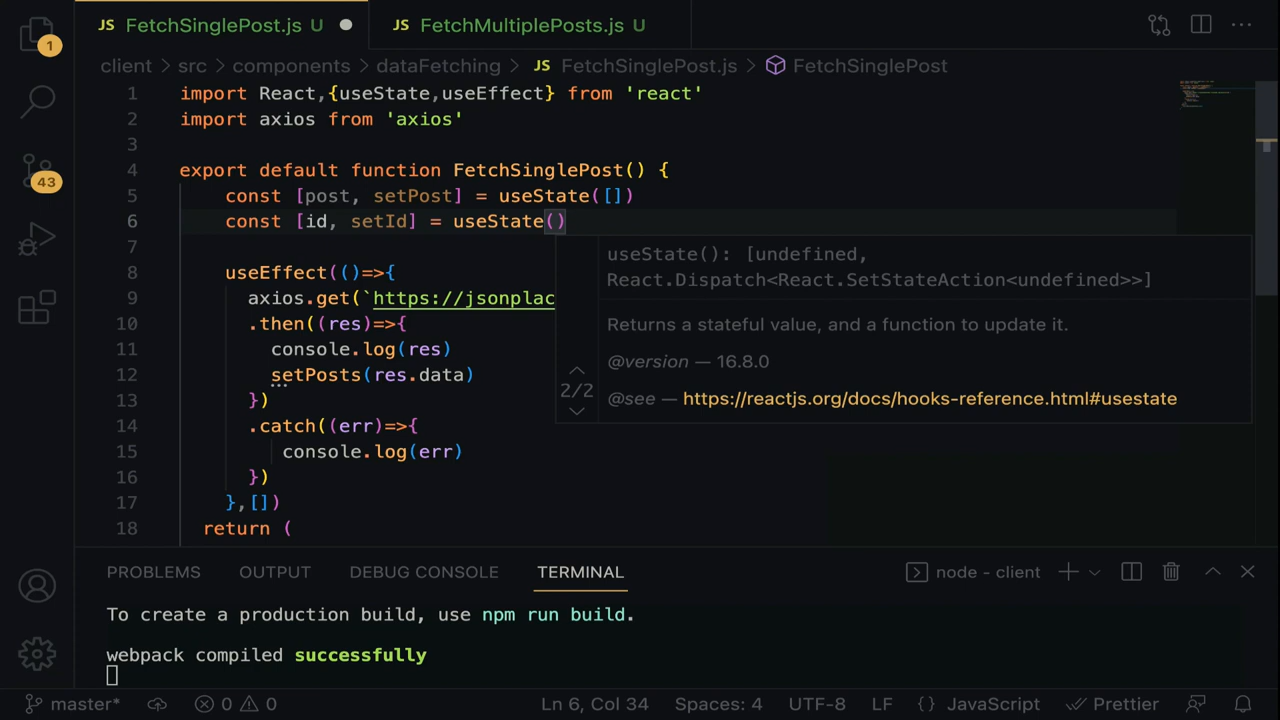 JS FetchSinglePost.js U
JS FetchMultiplePosts.js U
1
client > src > components > dataFetching > JS FetchSinglePost.js > FetchSinglePost
1 import React,{useState,useEffect} from 'react'
2 import axios from 'axios'
3
4 export default function FetchSinglePost() {
5 const [post, setPost] = useState([])
6 const [id, setId] = useState()
7
8 useEffect(()=>{
9 axios.get(`https://jsonplac
10 .then((res)=>{
11 console.log(res)
12 setPosts(res.data)
13 })
14 .catch((err)=>{
15 console.log(err)
16 })
17 },[])
18 return (
43
useState(): [undefined,
React.Dispatch<React.SetStateAction<undefined>>]
Returns a stateful value, and a function to update it.
@version — 16.8.0
2/2
@see — https://reactjs.org/docs/hooks-reference.html#usestate
PROBLEMS OUTPUT DEBUG CONSOLE TERMINAL node - client
To create a production build, use npm run build.
webpack compiled successfully
master* 0 0 Ln 6, Col 34 Spaces: 4 UTF-8 LF {} JavaScript Prettier